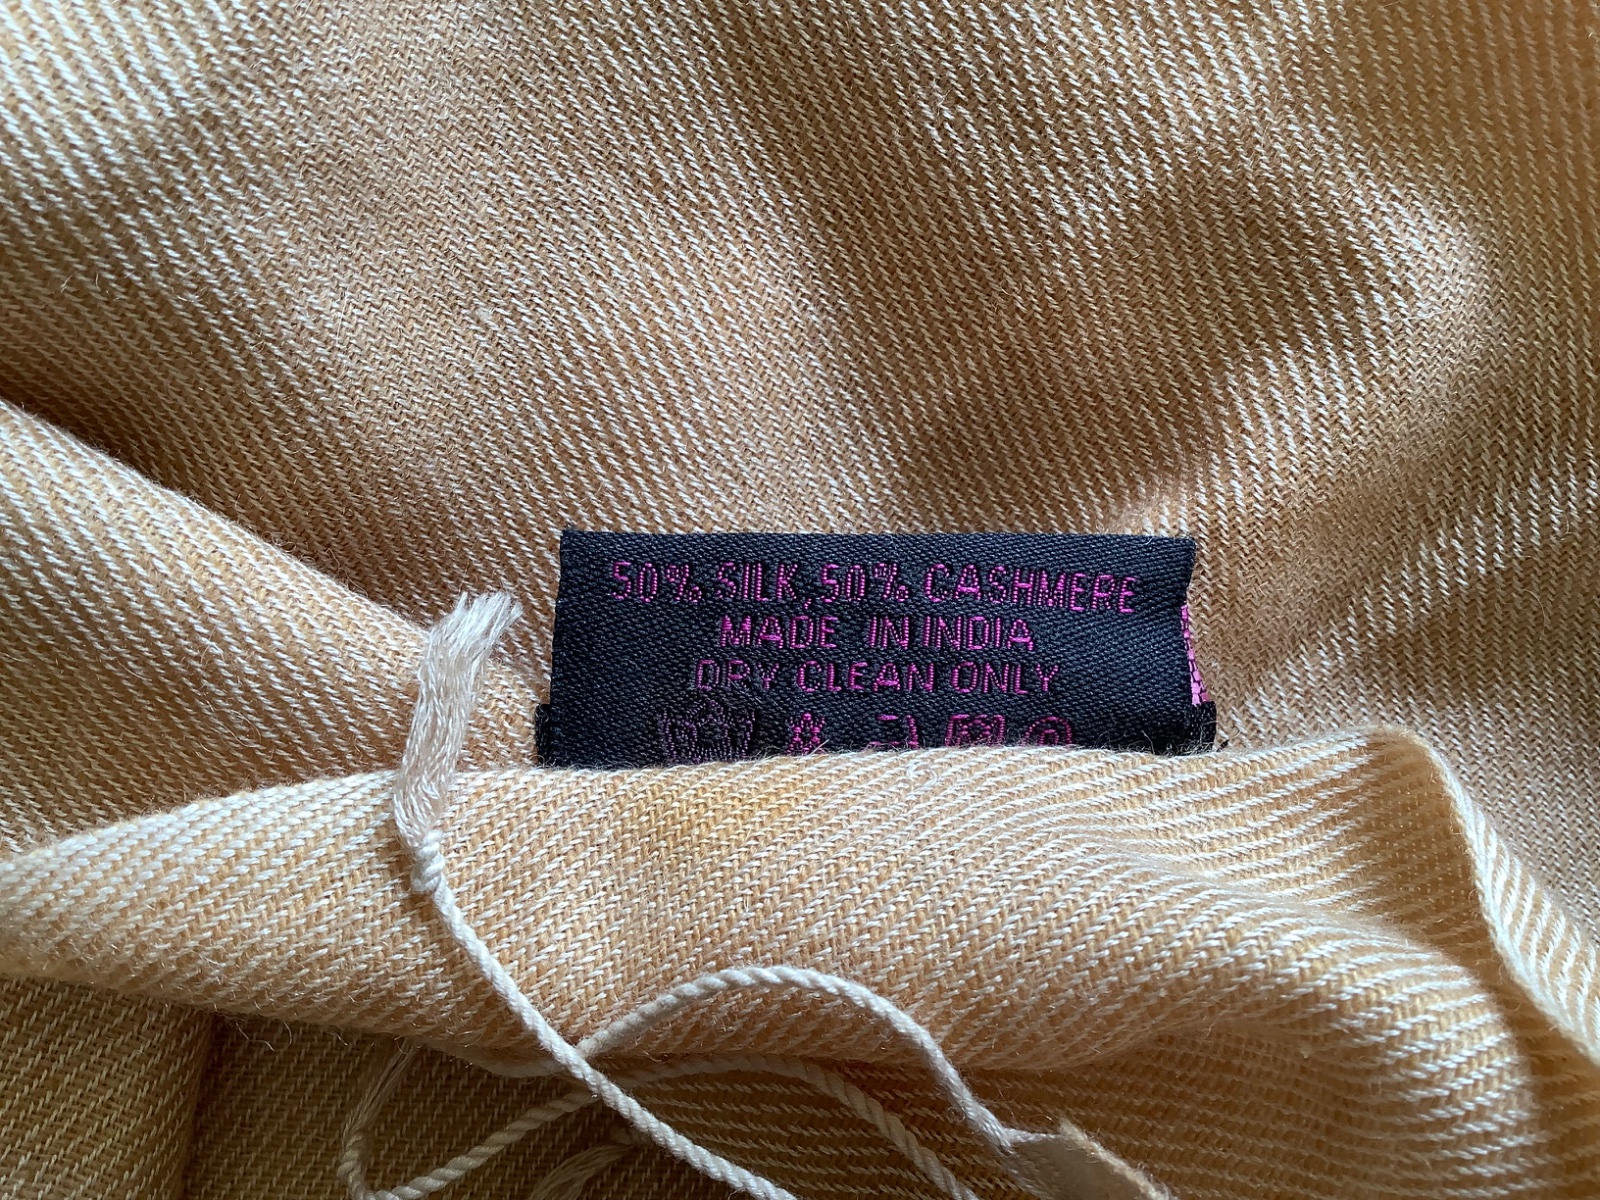 50% SILK, 50% CASHMERE
MADE IN INDIA
DRY CLEAN ONLY